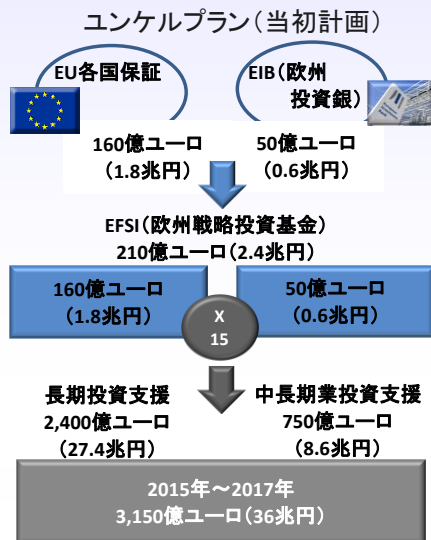 ユンケルプラン(当初計画)
EU各国保証
EIB(欧州
投資銀)
160億ユーロ
(1.8兆円)
50億ユーロ
(0.6兆円)
EFSI(欧州戦略投資基金)
210億ユーロ(2.4兆円)
160億ユーロ
(1.8兆円)
50億ユーロ
(0.6兆円)
X
15
長期投資支援
2,400億ユーロ
(27.4兆円)
中長期業投資支援
750億ユーロ
(8.6兆円)
2015年～2017年
3,150億ユーロ(36兆円)